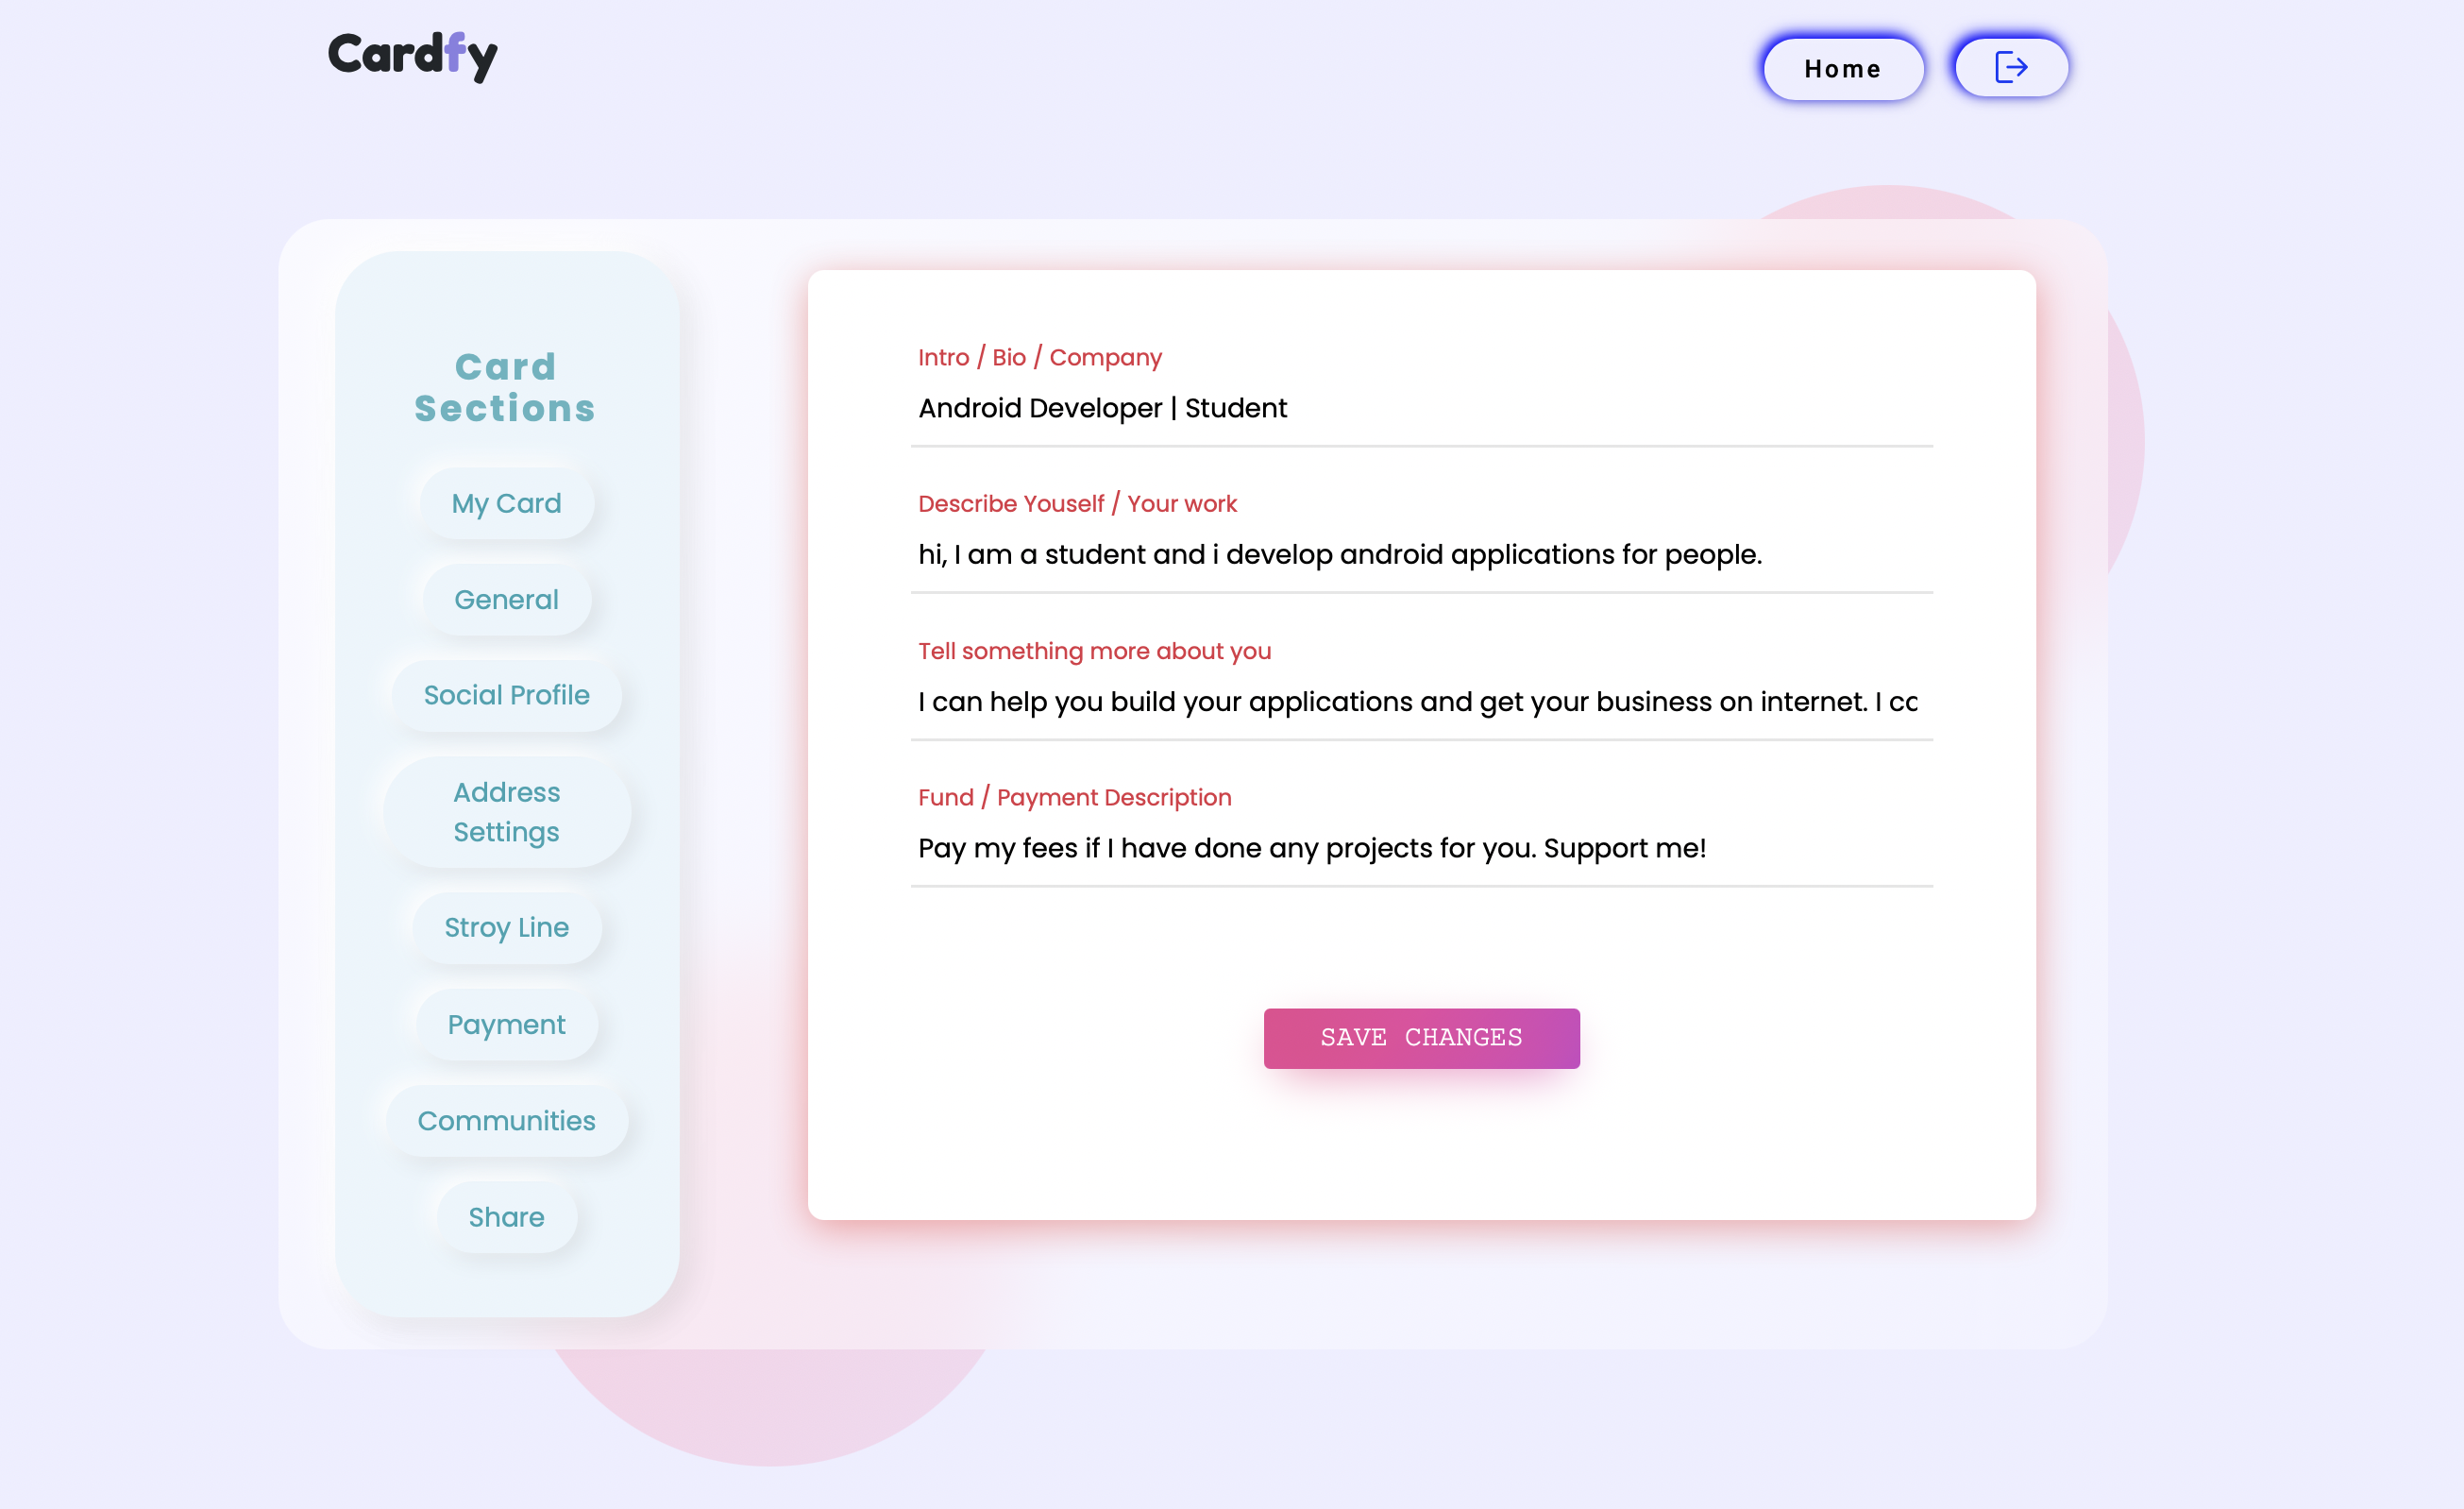 Cardfy
Home
Card
Sections
My Card
General
Social Profile
Address
Settings
Stroy Line
Payment
Communities
Share
Intro / Bio / Company
Android Developer | Student
Describe Youself / Your work
hi, I am a student and i develop android applications for people.
Tell something more about you
I can help you build your applications and get your business on internet. I
Fund / Payment Description
Pay my fees if I have done any projects for you. Support me!
SAVE CHANGES